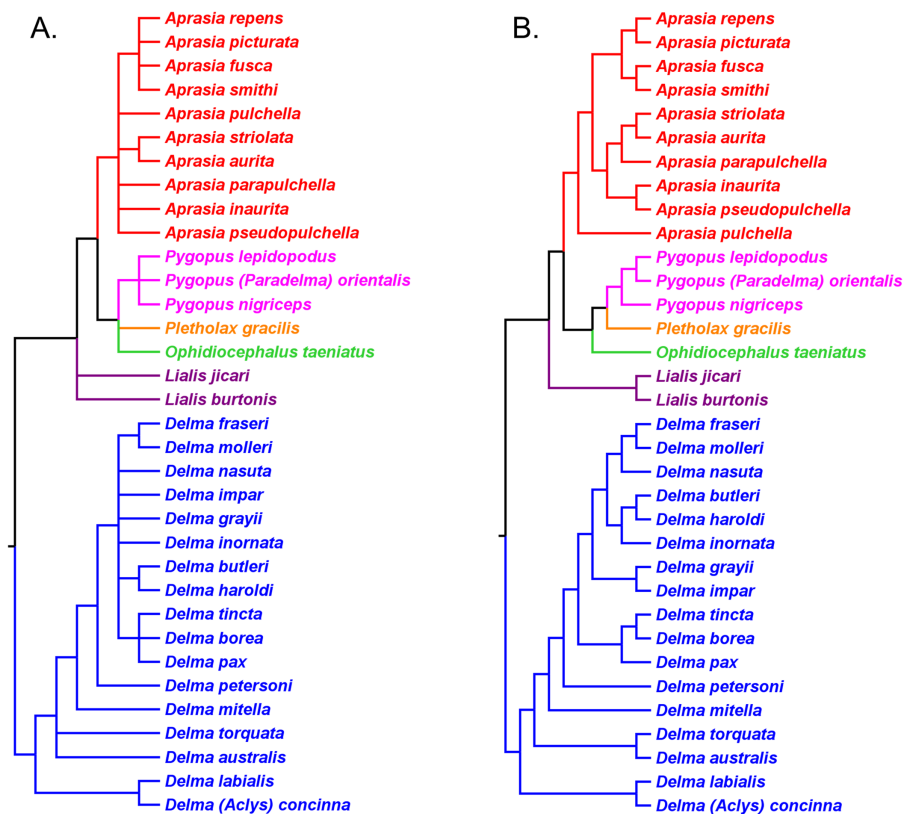 A.
Aprasia repens
Aprasia picturata
Aprasia fusca
Aprasia smithi
Aprasia pulchella
Aprasia striolata
Aprasia aurita
Aprasia parapulchella
Aprasia inaurita
Aprasia pseudopulchella
Pygopus lepidopodus
Pygopus (Paradelma) orientalis
Pygopus nigriceps
Pletholax gracilis
Ophidiocephalus taeniatus
Lialis jicari
Lialis burtonis
Delma fraseri
Delma molleri
Delma nasuta
Delma impar
Delma grayii
Delma inornata
Delma butleri
Delma haroldi
Delma tincta
Delma borea
Delma pax
Delma petersoni
Delma mitella
Delma torquata
Delma australis
Delma labialis
Delma (Aclys) concinna
B.
Aprasia repens
Aprasia picturata
Aprasia fusca
Aprasia smithi
Aprasia striolata
Aprasia aurita
Aprasia parapulchella
Aprasia inaurita
Aprasia pseudopulchella
Aprasia pulchella
Pygopus lepidopodus
Pygopus (Paradelma) orientalis
Pygopus nigriceps
Pletholax gracilis
Ophidiocephalus taeniatus
Lialis jicari
Lialis burtonis
Delma fraseri
Delma molleri
Delma nasuta
Delma butleri
Delma haroldi
Delma inornata
Delma grayii
Delma impar
Delma tincta
Delma borea
Delma pax
Delma petersoni
Delma mitella
Delma torquata
Delma australis
Delma labialis
Delma (Aclys) concinna